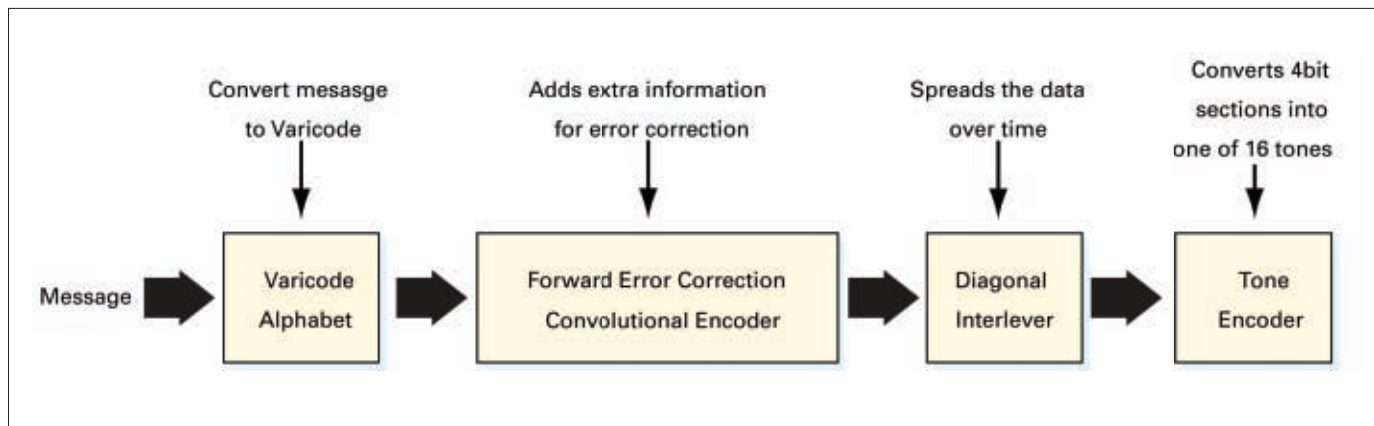 Convert mesasge
to Varicode
Adds extra information
for error correction
Spreads the data
over time
Converts 4bit
sections into
one of 16 tones
Message
Varicode
Alphabet
Forward Error Correction
Convolutional Encoder
Diagonal
Interlever
Tone
Encoder